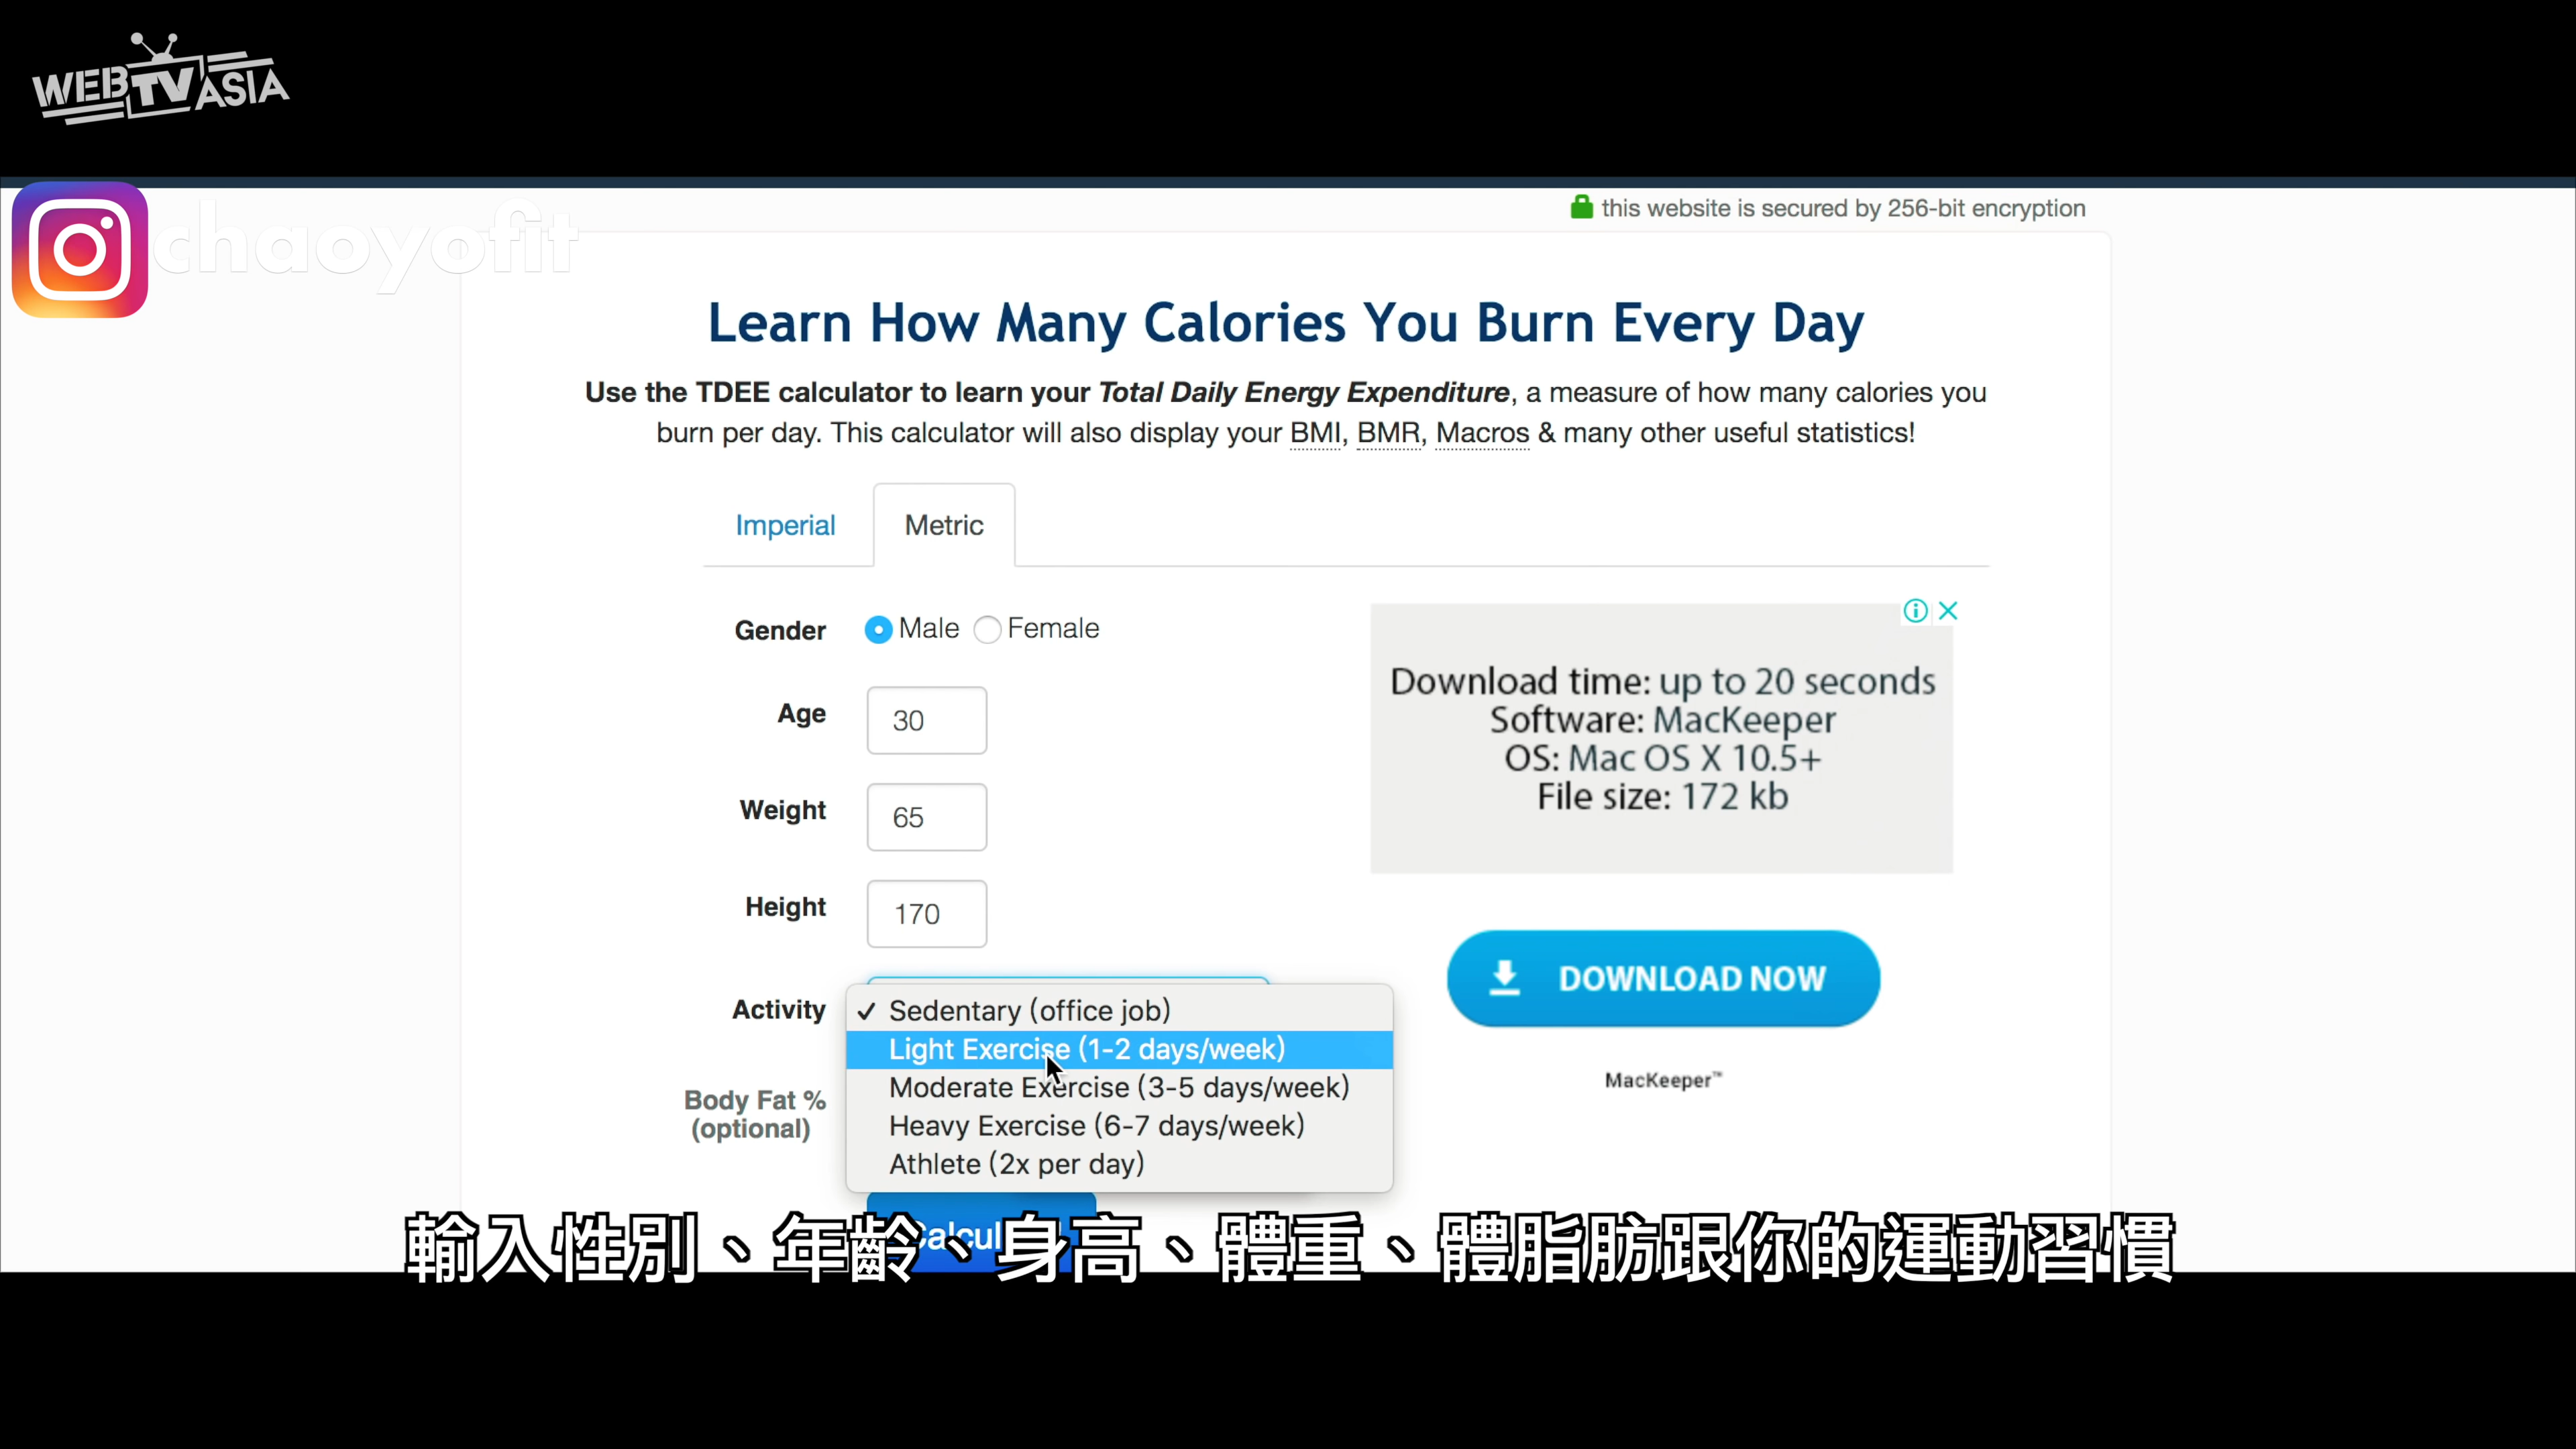 WEBTVASIA
this website is secured by 256-bit encryption
chaoyofit
Learn How Many Calories You Burn Every Day
Use the TDEE calculator to learn your Total Daily Energy Expenditure, a measure of how many calories you
burn per day. This calculator will also display your BMI, BMR, Macros & many other useful statistics!
Imperial Metric
Gender Male Female
Age 30
Weight 65
Height 170
Activity
✓ Sedentary (office job)
Light Exercise (1-2 days/week)
Moderate Exercise (3-5 days/week)
Heavy Exercise (6-7 days/week)
Athlete (2x per day)
Body Fat %
(optional)
Download time: up to 20 seconds
Software: MacKeeper
OS: Mac OS X 10.5+
File size: 172 kb
DOWNLOAD NOW
MacKeeper™
輸入性別、年齡、身高、體重、體脂肪跟你的運動習慣